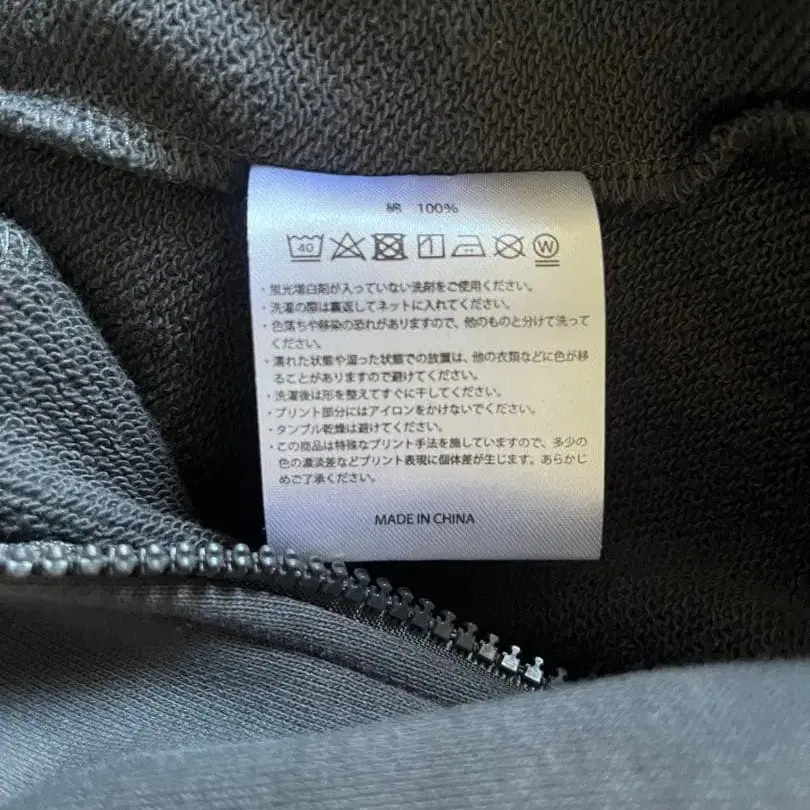 綿 100%
40 W
・蛍光増白剤が入っていない洗剤をご使用ください。
・洗濯の際は裏返してネットに入れてください。
・色落ちや移染の恐れがありますので、他のものと分けて洗って
ください。
・濡れた状態や湿った状態での放置は、他の衣類などに色が移
ることがありますので避けてください。
・洗濯後は形を整えてすぐに干してください。
・プリント部分にはアイロンをかけないでください。
・タンブル乾燥は避けてください。
・この商品は特殊なプリント手法を施していますので、多少の
色の濃淡差などプリント表現に個体差が生じます。あらかじ
めご了承ください。
MADE IN CHINA